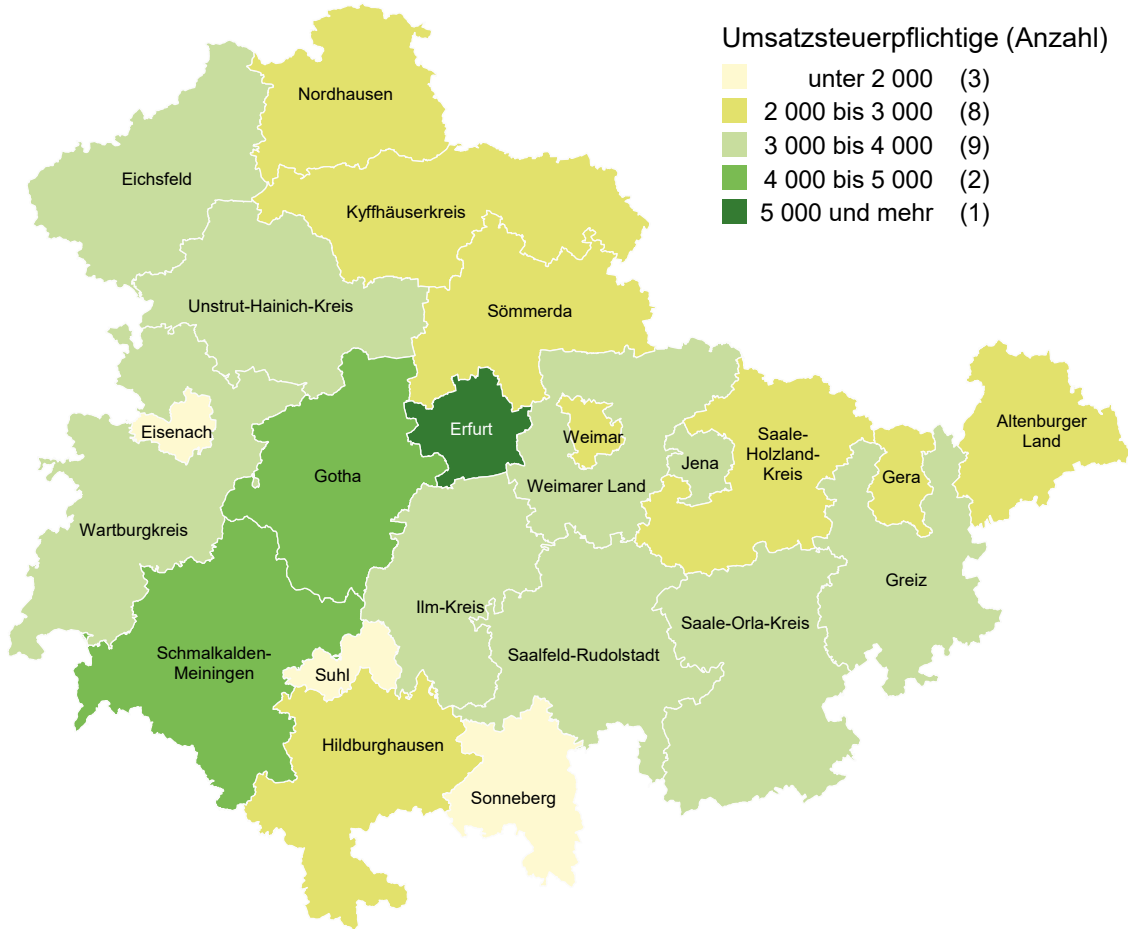 Umsatzsteuerpflichtige (Anzahl)
unter 2 000 (3)
2 000 bis 3 000 (8)
3 000 bis 4 000 (9)
4 000 bis 5 000 (2)
5 000 und mehr (1)
Nordhausen
Eichsfeld
Kyffhäuserkreis
Unstrut-Hainich-Kreis
Sömmerda
Eisenach
Erfurt
Weimar
Altenburger
Land
Saale-
Holzland-
Kreis
Jena
Gotha
Gera
Weimarer Land
Wartburgkreis
Greiz
Ilm-Kreis
Saale-Orla-Kreis
Saalfeld-Rudolstadt
Schmalkalden-
Meiningen
Suhl
Hildburghausen
Sonneberg